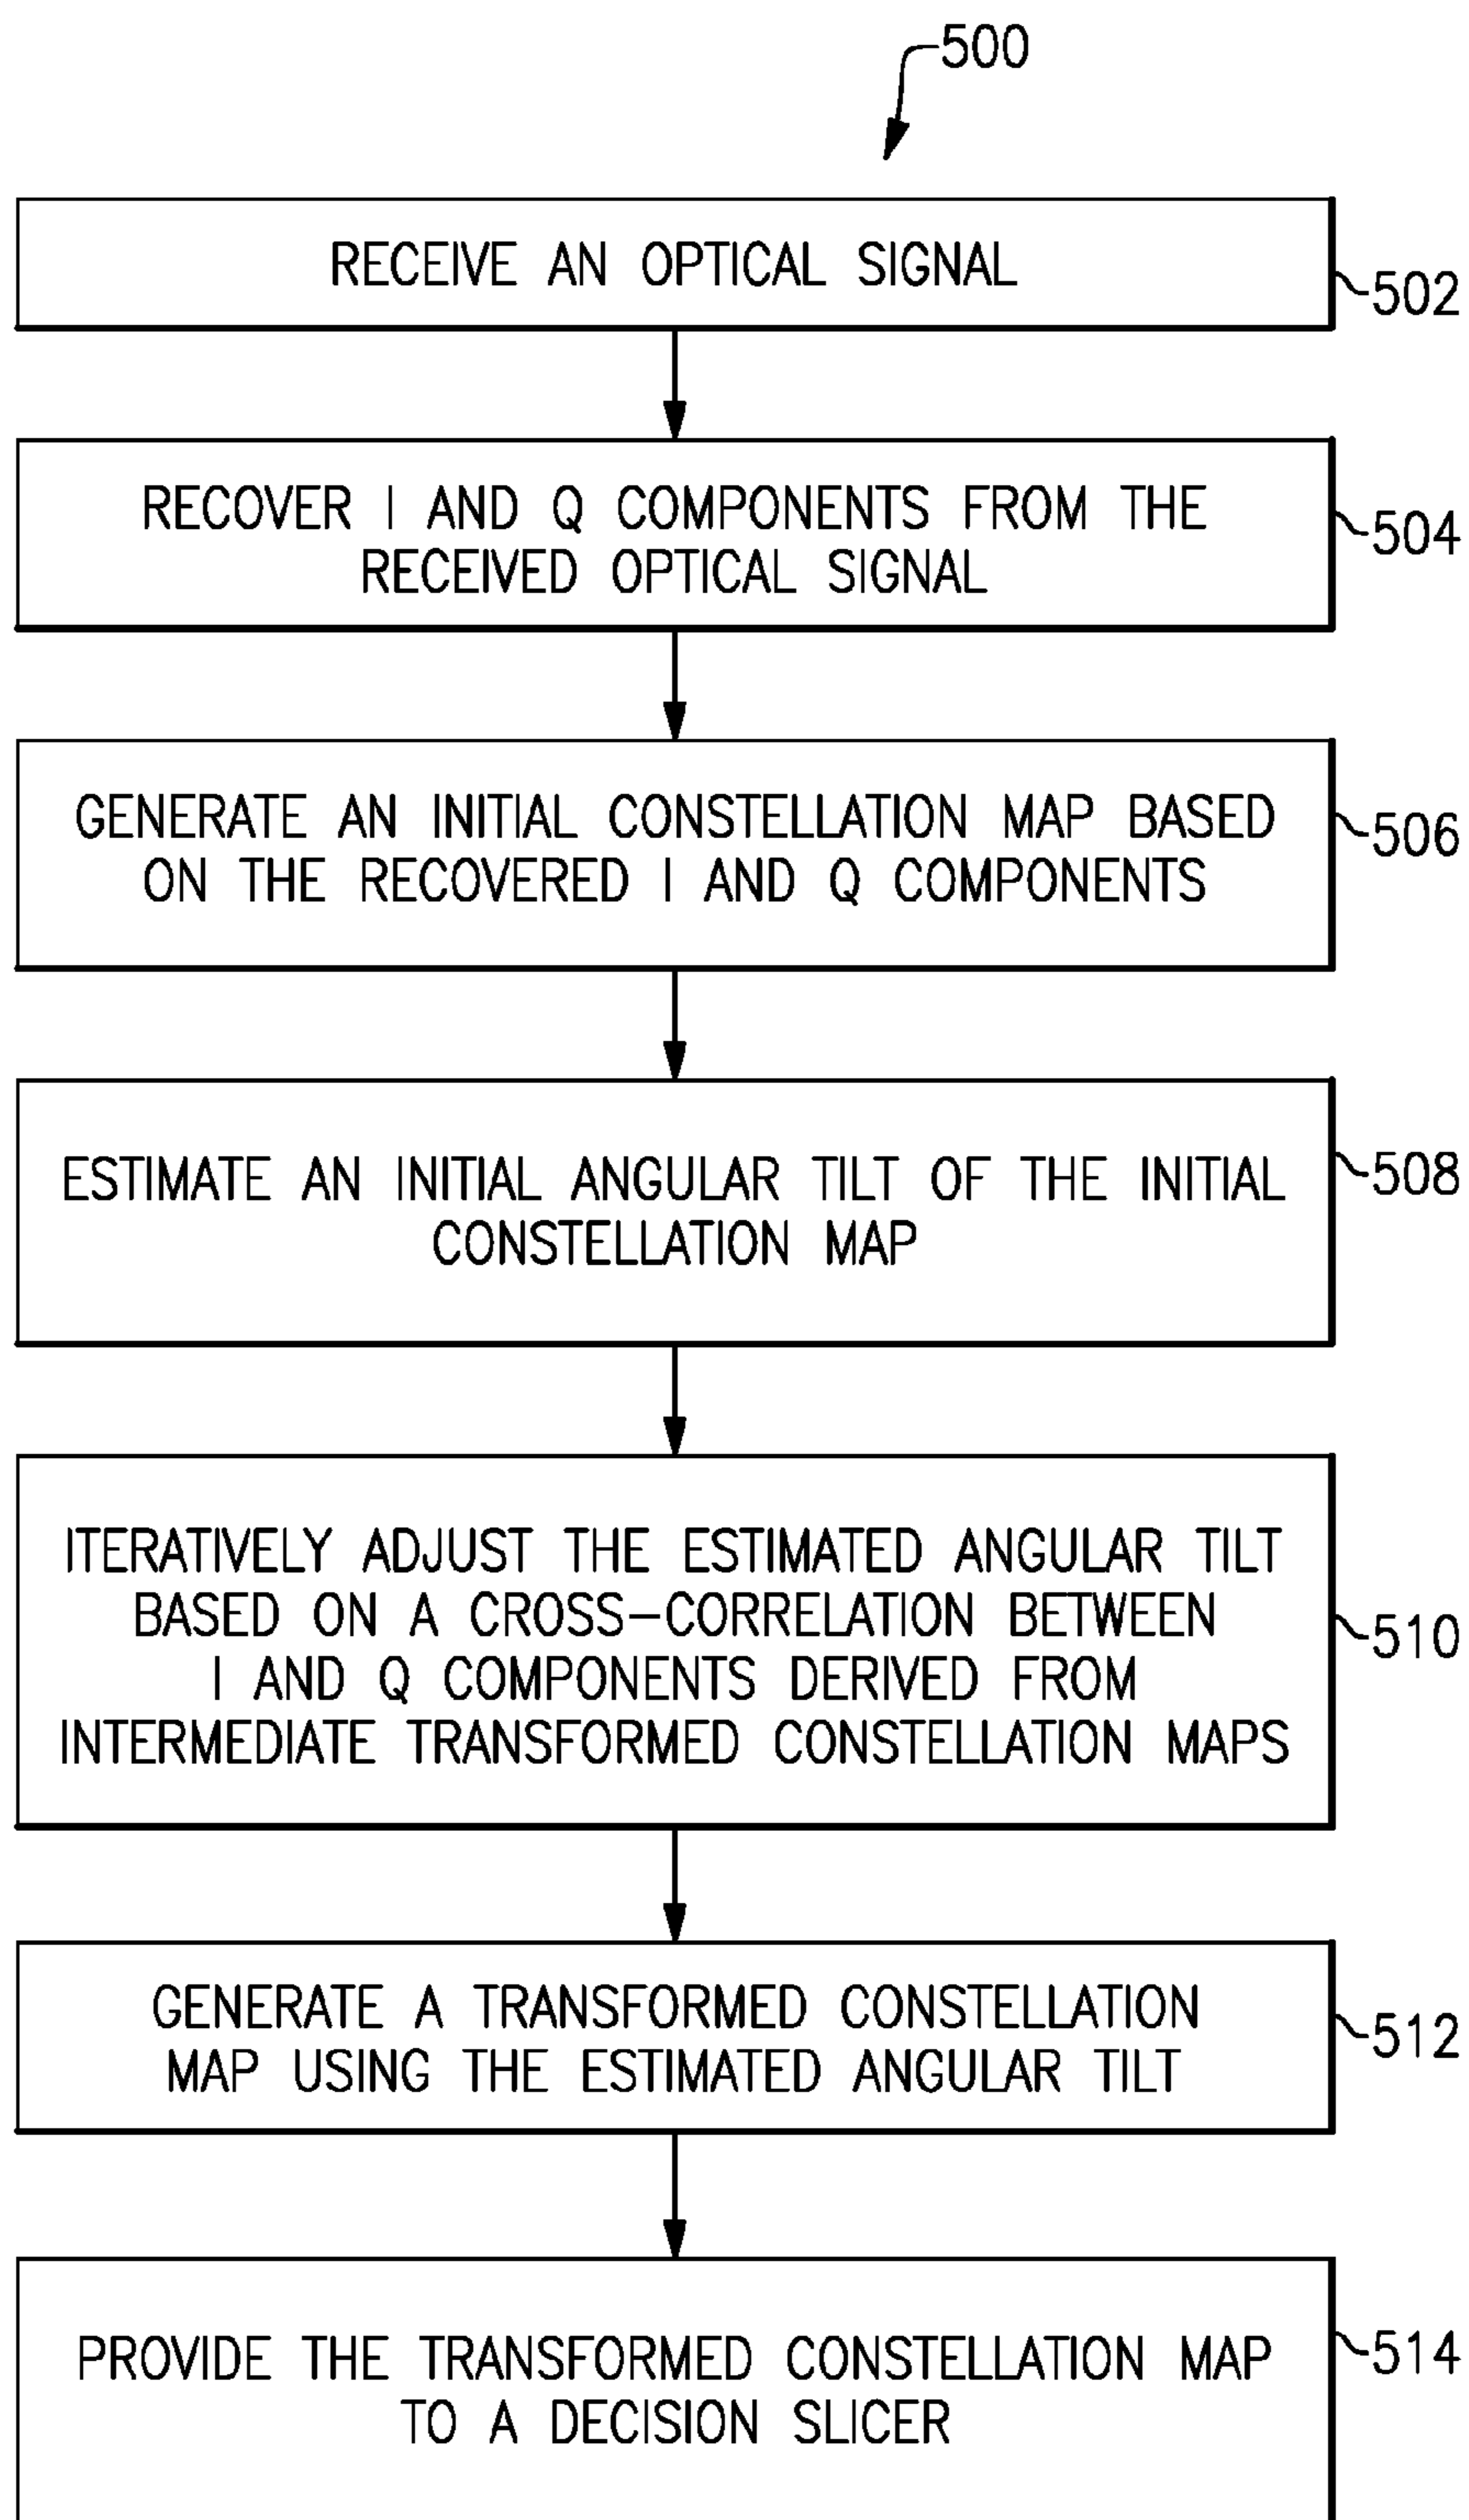 500
RECEIVE AN OPTICAL SIGNAL
502
RECOVER I AND Q COMPONENTS FROM THE
RECEIVED OPTICAL SIGNAL
504
GENERATE AN INITIAL CONSTELLATION MAP BASED
ON THE RECOVERED I AND Q COMPONENTS
506
ESTIMATE AN INITIAL ANGULAR TILT OF THE INITIAL
CONSTELLATION MAP
508
ITERATIVELY ADJUST THE ESTIMATED ANGULAR TILT
BASED ON A CROSS-CORRELATION BETWEEN
I AND Q COMPONENTS DERIVED FROM
INTERMEDIATE TRANSFORMED CONSTELLATION MAPS
510
GENERATE A TRANSFORMED CONSTELLATION
MAP USING THE ESTIMATED ANGULAR TILT
512
PROVIDE THE TRANSFORMED CONSTELLATION MAP
TO A DECISION SLICER
514